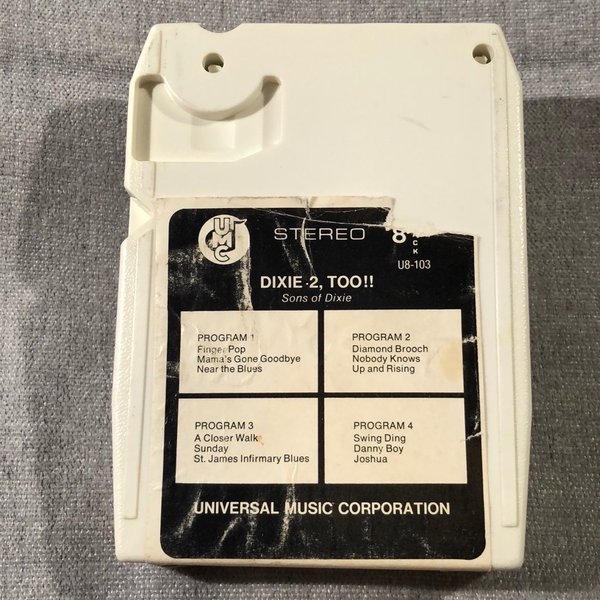 UMC
STEREO 8
CK
U8-103
DIXIE-2, TOO!!
Sons of Dixie
PROGRAM 1
Finger Pop
Mama's Gone Goodbye
Near the Blues
PROGRAM 2
Diamond Brooch
Nobody Knows
Up and Rising
PROGRAM 3
A Closer Walk
Sunday
St. James Infirmary Blues
PROGRAM 4
Swing Ding
Danny Boy
Joshua
UNIVERSAL MUSIC CORPORATION